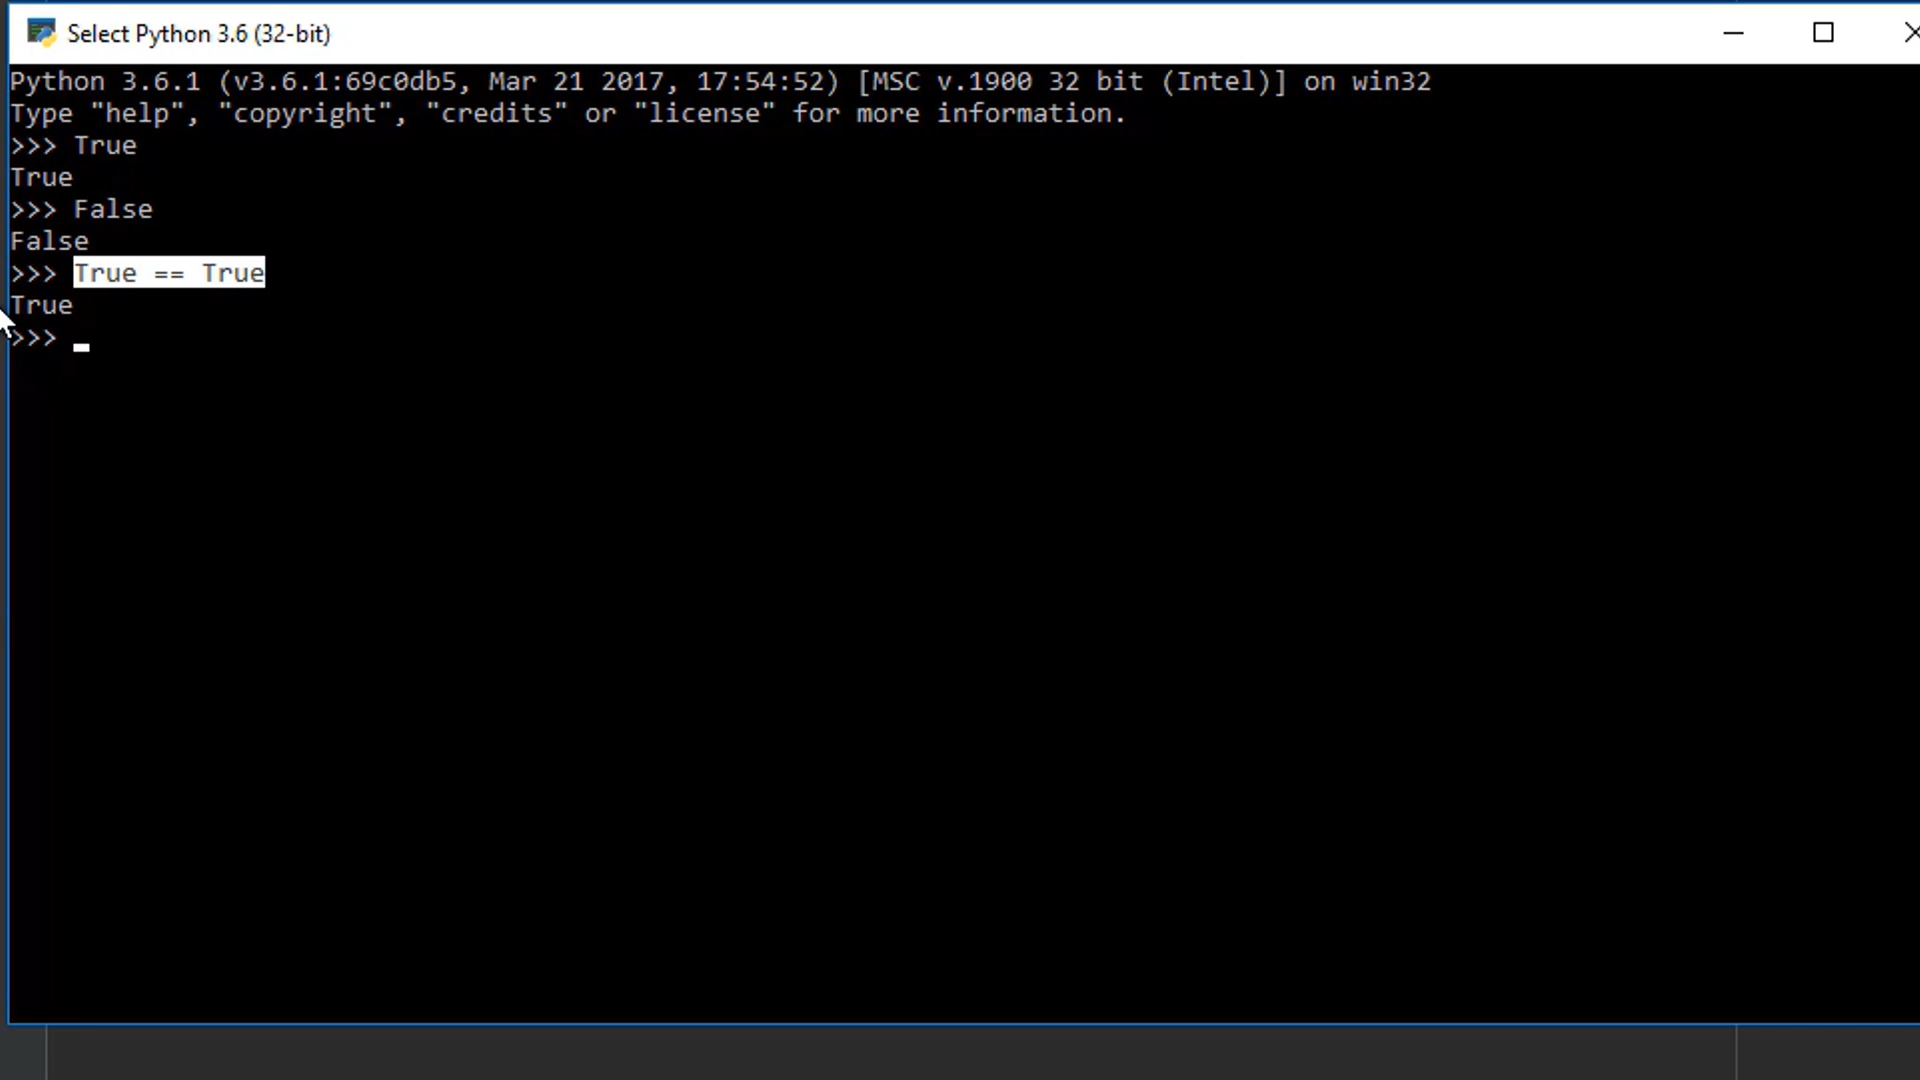 Select Python 3.6 (32-bit)
Python 3.6.1 (v3.6.1:69c0db5, Mar 21 2017, 17:54:52) [MSC v.1900 32 bit (Intel)] on win32
Type "help", "copyright", "credits" or "license" for more information.
>>> True
True
>>> False
False
>>> True == True
True
>>>